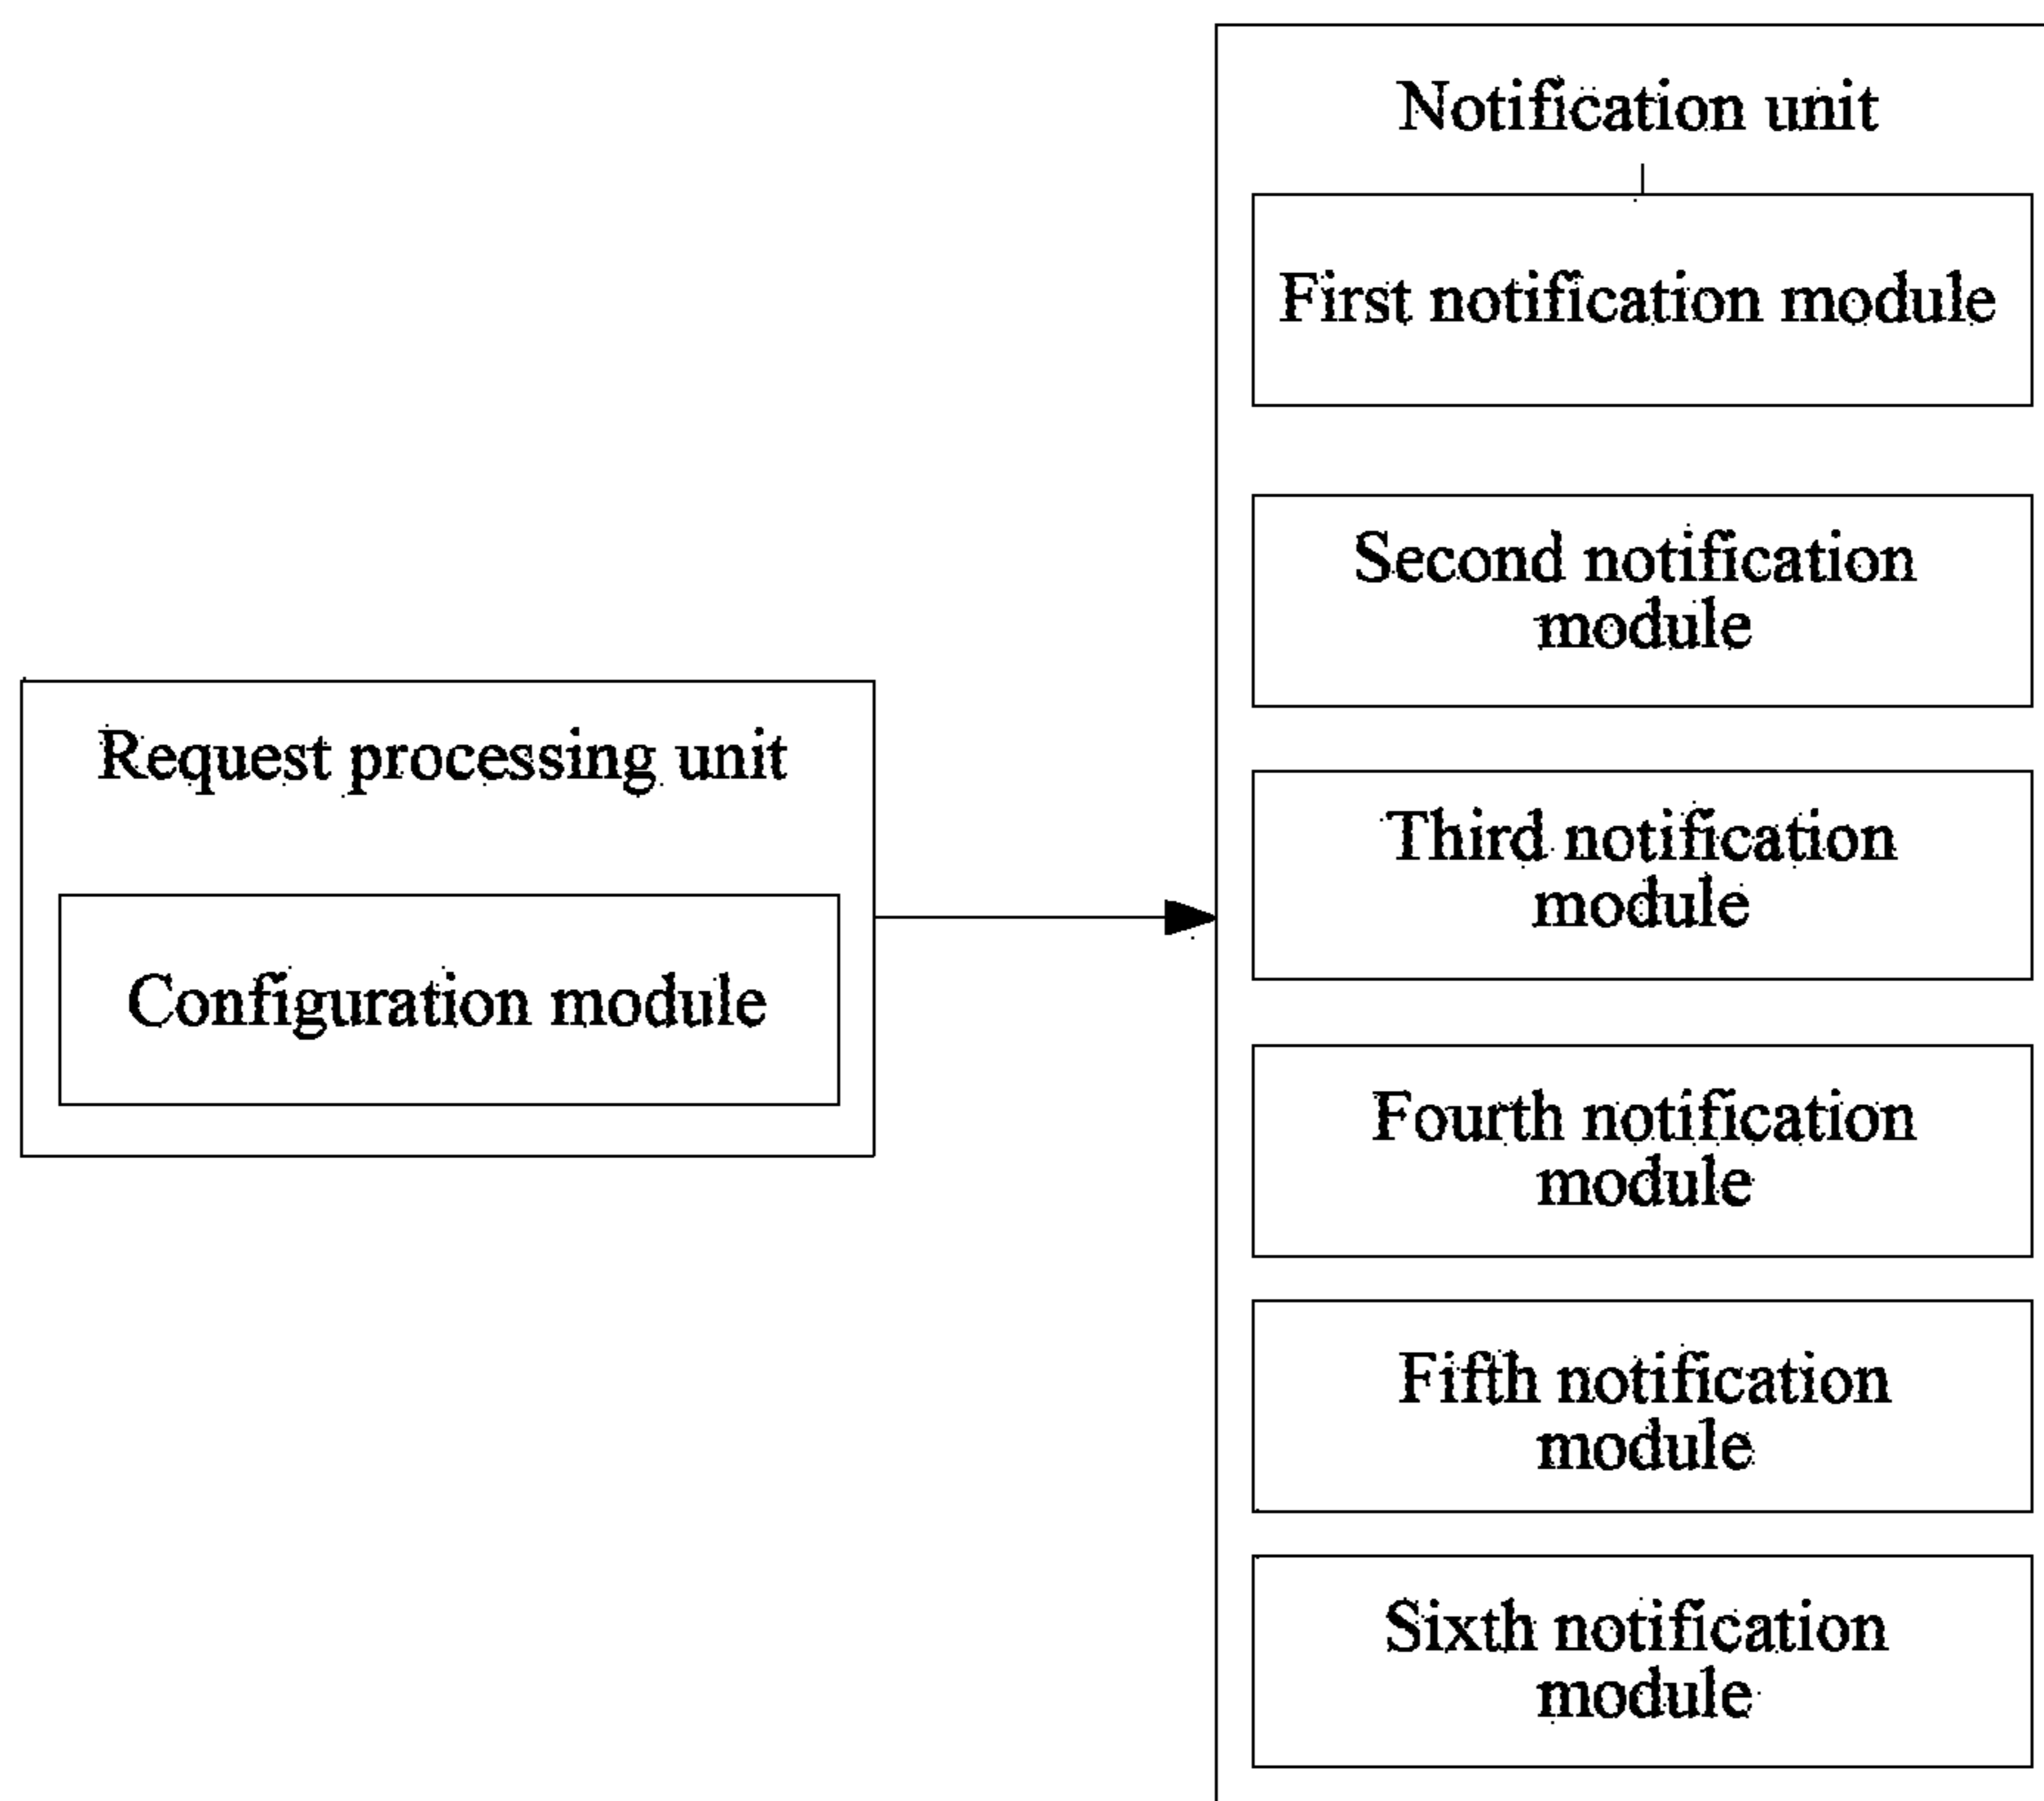 Request processing unit
Configuration module
Notification unit
First notification module
Second notification
module
Third notification
module
Fourth notification
module
Fifth notification
module
Sixth notification
module